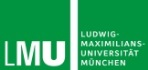 LMU
LUDWIG-
MAXIMILIANS-
UNIVERSITÄT
MÜNCHEN